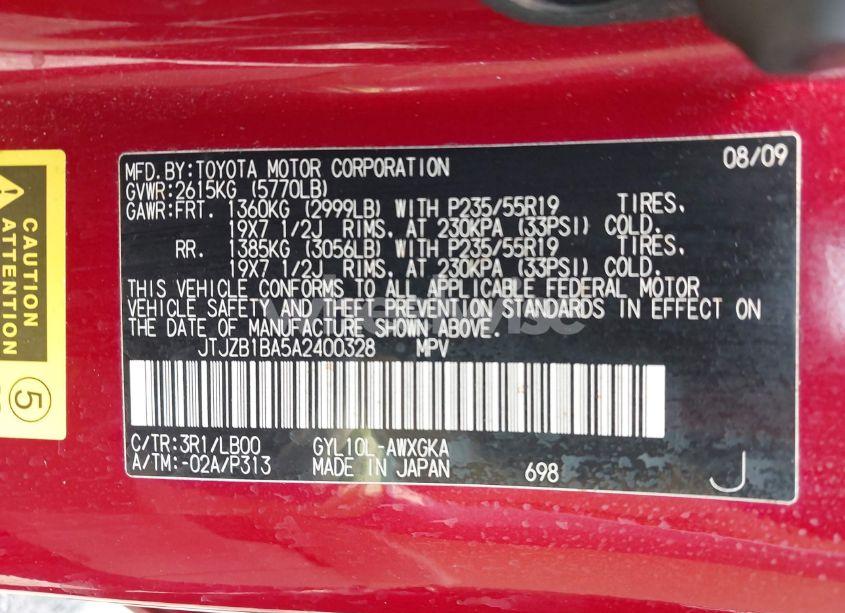 MFD. BY: TOYOTA MOTOR CORPORATION 08/09
GVWR: 2615KG (5770LB)
GAWR: FRT. 1360KG (2999LB) WITH P235/55R19 TIRES,
19X7 1/2J RIMS, AT 230KPA (33PSI) COLD.
RR. 1385KG (3056LB) WITH P235/55R19 TIRES,
19X7 1/2J RIMS, AT 230KPA (33PSI) COLD.
THIS VEHICLE CONFORMS TO ALL APPLICABLE FEDERAL MOTOR
VEHICLE SAFETY AND THEFT PREVENTION STANDARDS IN EFFECT ON
THE DATE OF MANUFACTURE SHOWN ABOVE.
JTJZB1BA5A2400328 MPV
C/TR: 3R1/LB00 GYL10L-AWXGKA
A/TM: -02A/P313 MADE IN JAPAN 698 J
CAUTION
ATTENTION
5